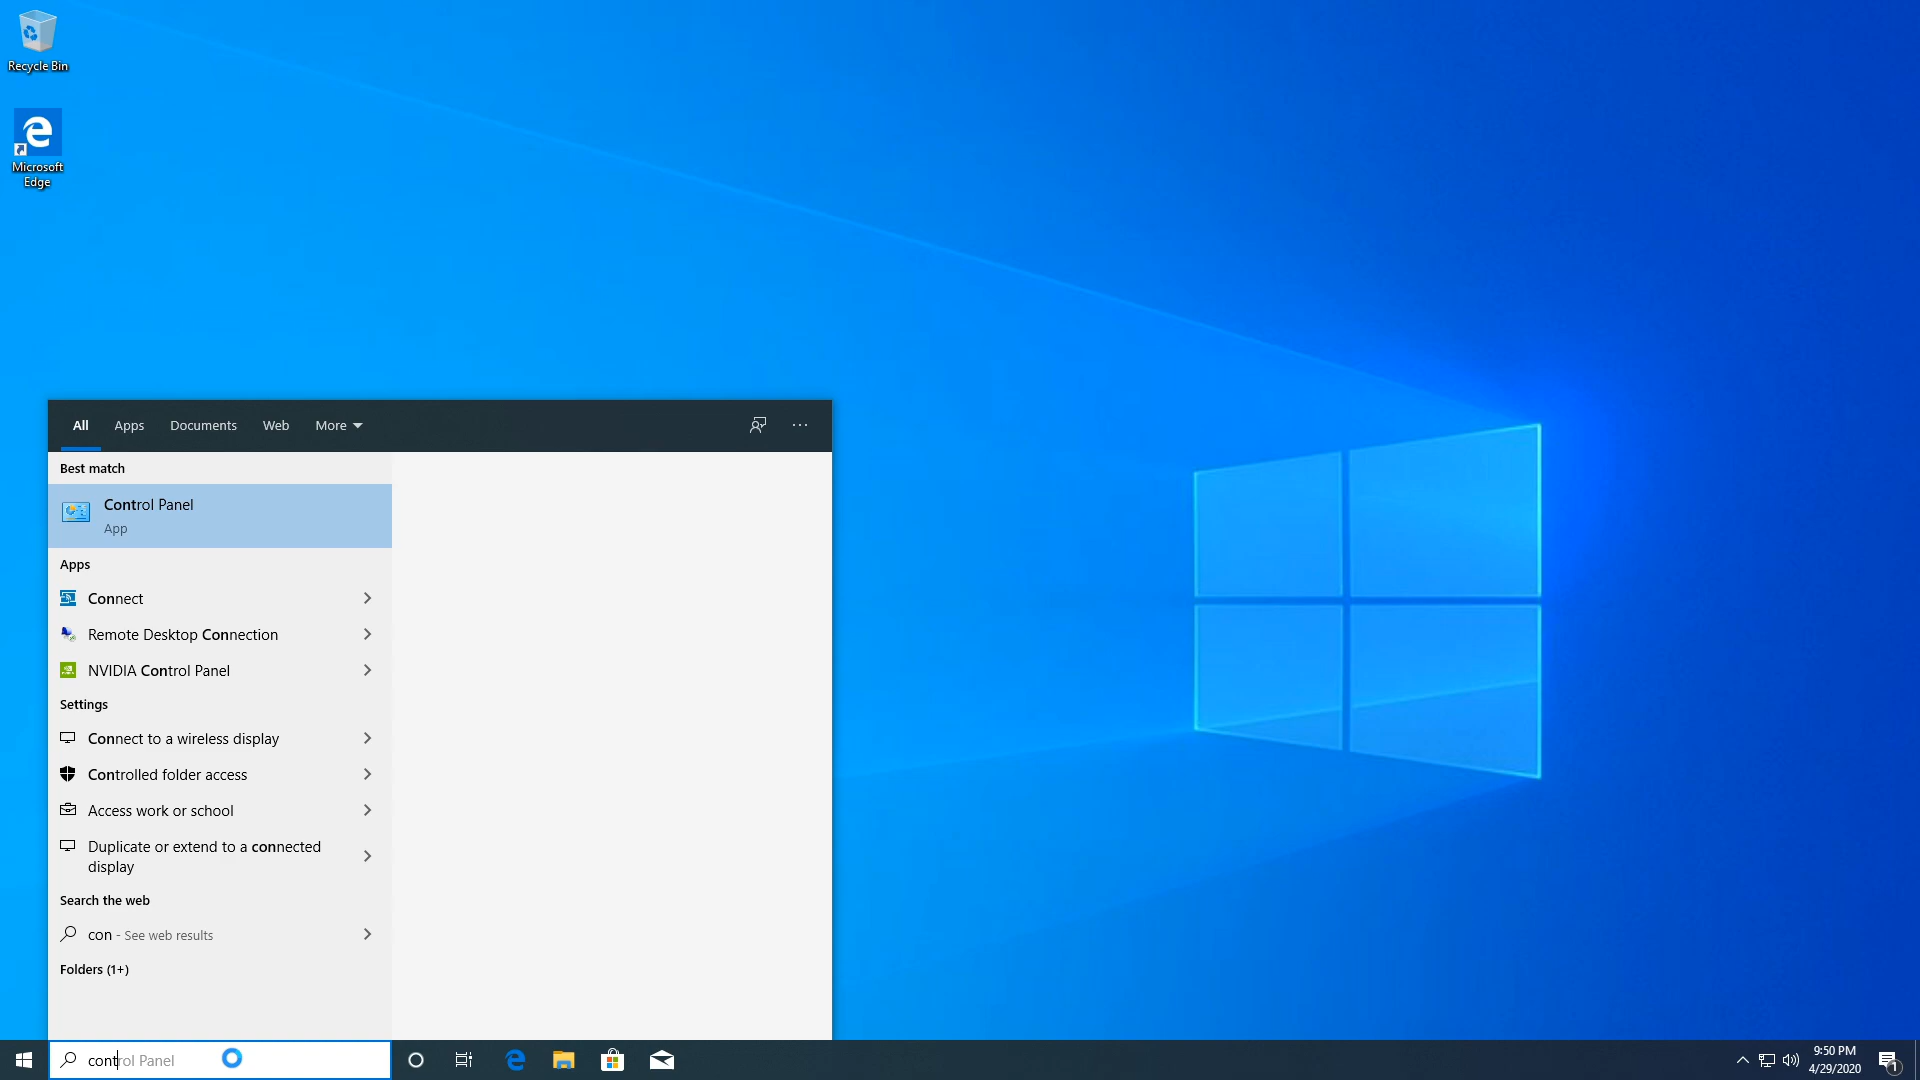 Recycle Bin
Microsoft
Edge
All Apps Documents Web More
Best match
Control Panel
App
Apps
Connect
Remote Desktop Connection
NVIDIA Control Panel
Settings
Connect to a wireless display
Controlled folder access
Access work or school
Duplicate or extend to a connected
display
Search the web
con - See web results
Folders (1+)
control Panel
9:50 PM
4/29/2020
1